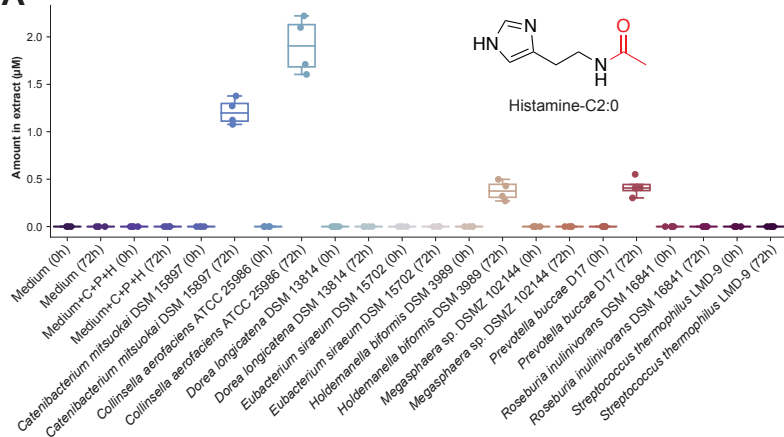 A
Amount in extract (µM)
2.0
1.5
1.0
0.5
0.0
HN
N
N
H
O
Histamine-C2:0
Medium (0h)
Medium (72h)
Medium+C+P+H (0h)
Medium+C+P+H (72h)
Catenibacterium mitsuokai DSM 15897 (0h)
Catenibacterium mitsuokai DSM 15897 (72h)
Collinsella aerofaciens ATCC 25986 (0h)
Collinsella aerofaciens ATCC 25986 (72h)
Dorea longicatena DSM 13814 (0h)
Dorea longicatena DSM 13814 (72h)
Eubacterium siraeum DSM 15702 (0h)
Eubacterium siraeum DSM 15702 (72h)
Holdemanella biformis DSM 3989 (0h)
Holdemanella biformis DSM 3989 (72h)
Megasphaera sp. DSMZ 102144 (0h)
Megasphaera sp. DSMZ 102144 (72h)
Prevotella buccae D17 (0h)
Prevotella buccae D17 (72h)
Roseburia inulinivorans DSM 16841 (0h)
Roseburia inulinivorans DSM 16841 (72h)
Streptococcus thermophilus LMD-9 (0h)
Streptococcus thermophilus LMD-9 (72h)